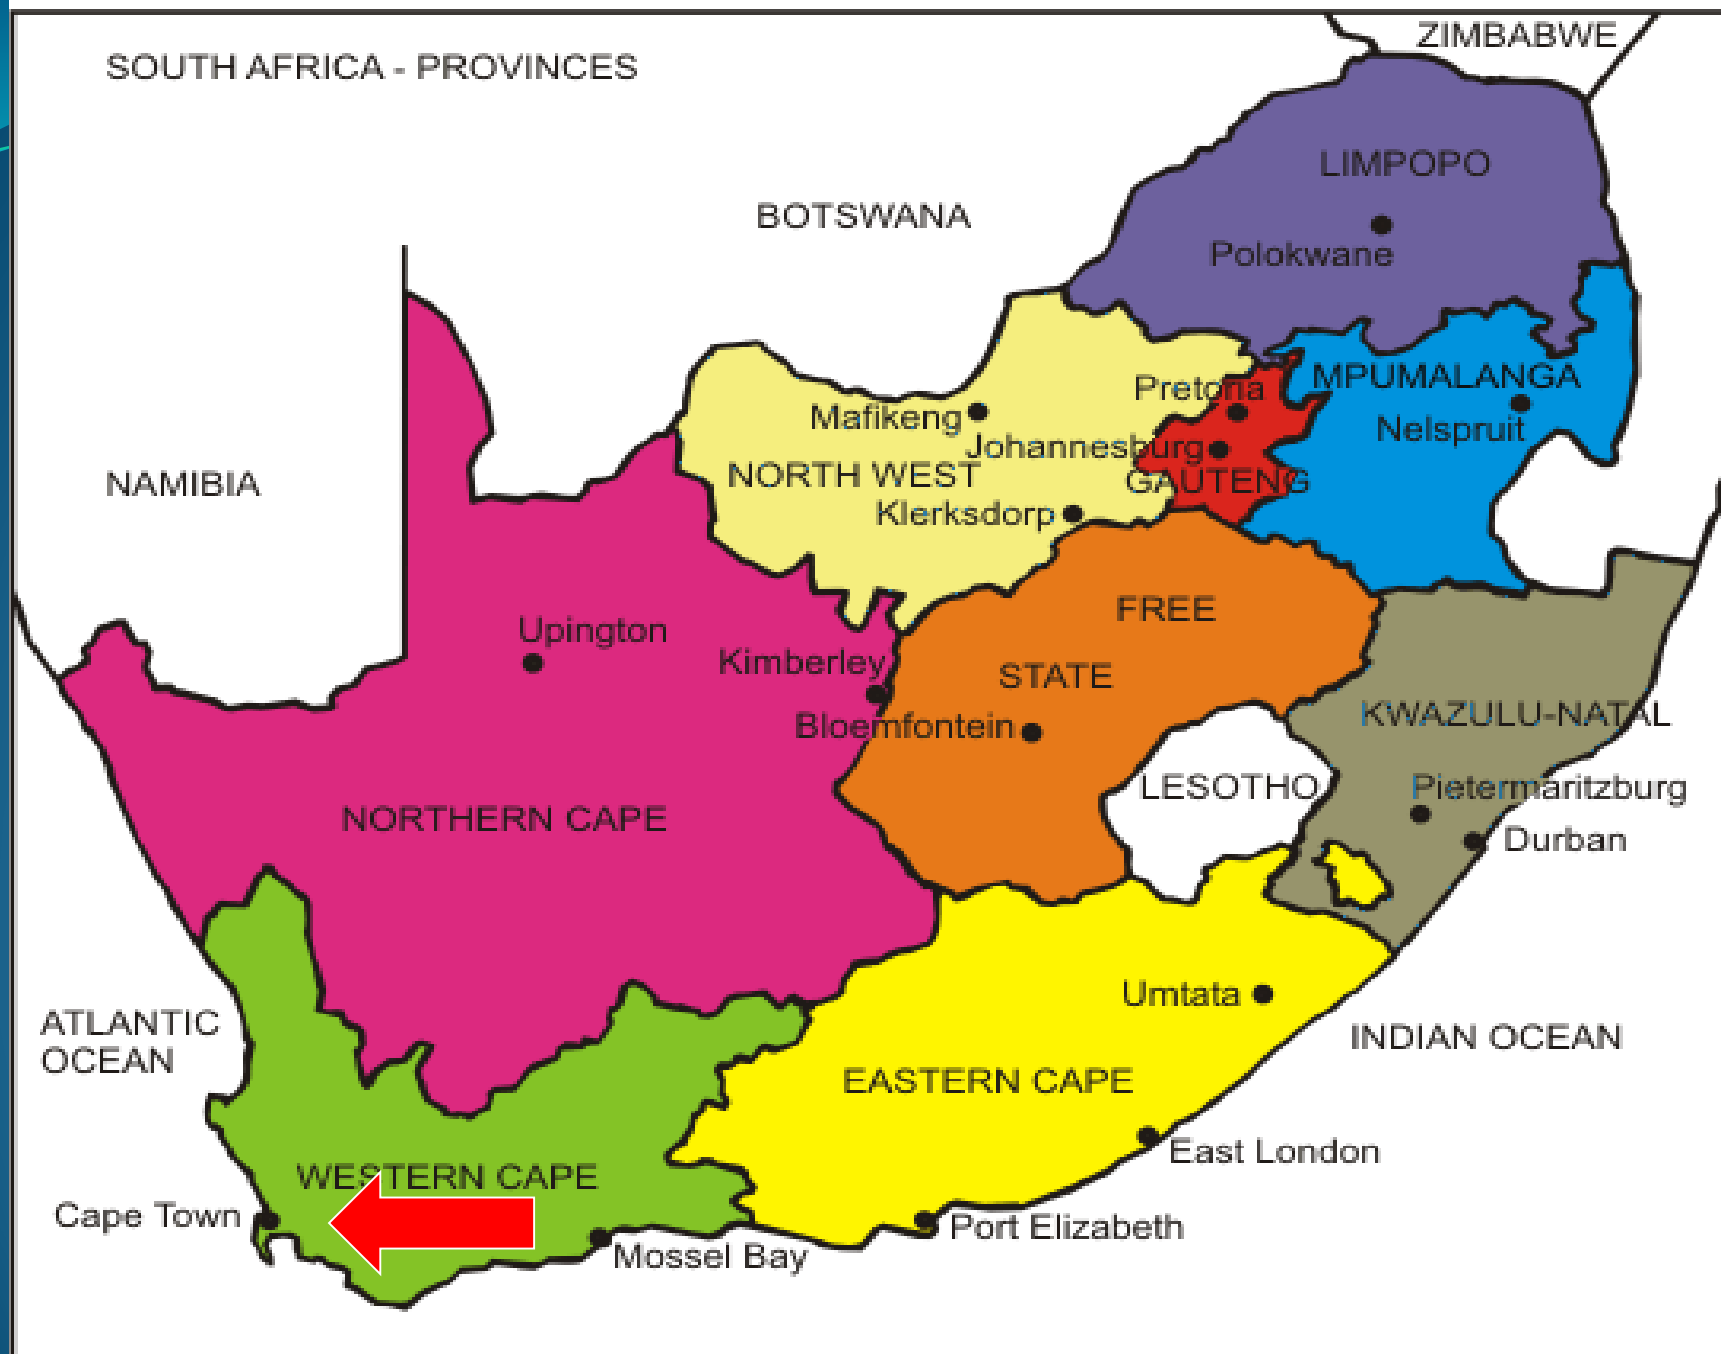 ZIMBABWE
SOUTH AFRICA - PROVINCES
LIMPOPO
BOTSWANA
Polokwane
MPUMALANGA
Pretoria
Mafikeng
Nelspruit
Johannesburg
NORTH WEST
GAUTENG
NAMIBIA
Klerksdorp
FREE
STATE
Upington
Kimberley
KWAZULU-NATAL
Bloemfontein
LESOTHO
Pietermaritzburg
NORTHERN CAPE
Durban
Umtata
ATLANTIC
OCEAN
INDIAN OCEAN
EASTERN CAPE
East London
WESTERN CAPE
Cape Town
Port Elizabeth
Mossel Bay